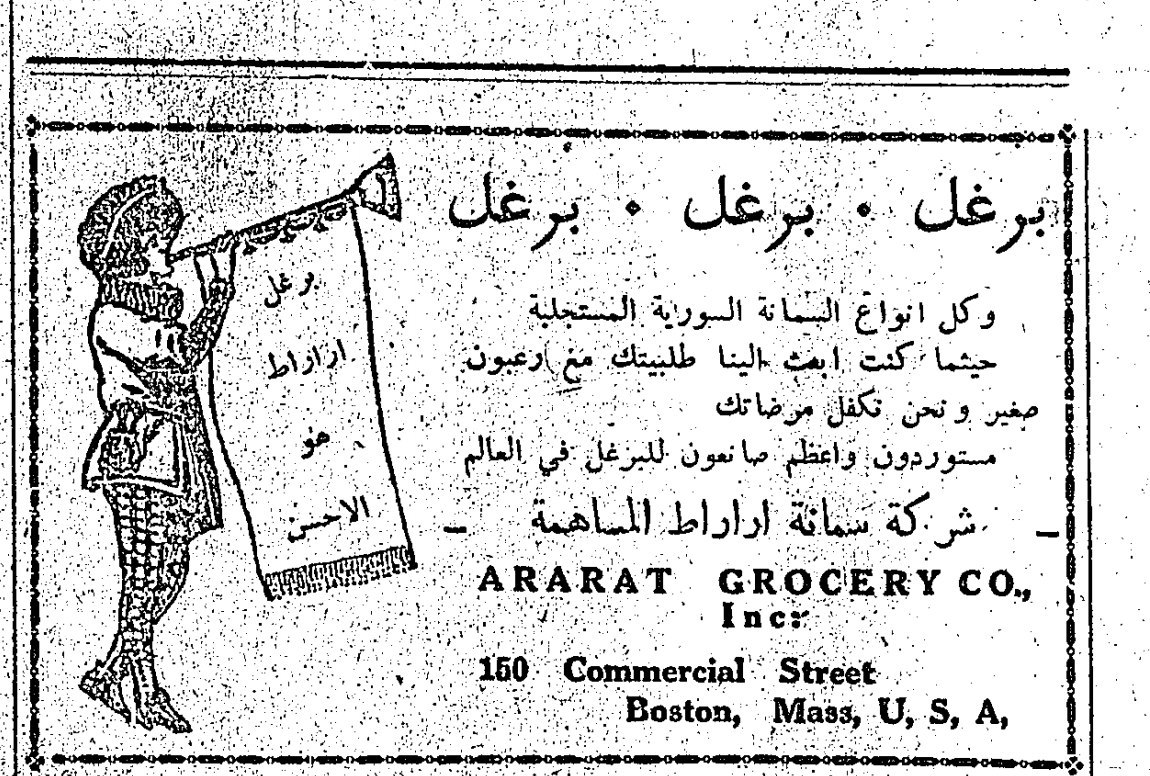 برغل • برغل • برغل
وكل انواع السمانة السورية المستجلبة
حيثما كنت ابعث الينا طلبيتك مع رعبون
صغير ونحن نكفل مرضاتك
مستوردون واعظم صانعون للبرغل في العالم
– شركة سمانة اراراط المساهمة –
ARARAT GROCERY CO.,
Inc.
150 Commercial Street
Boston, Mass, U, S, A,
برغل
اراراط
هو
الاحسن